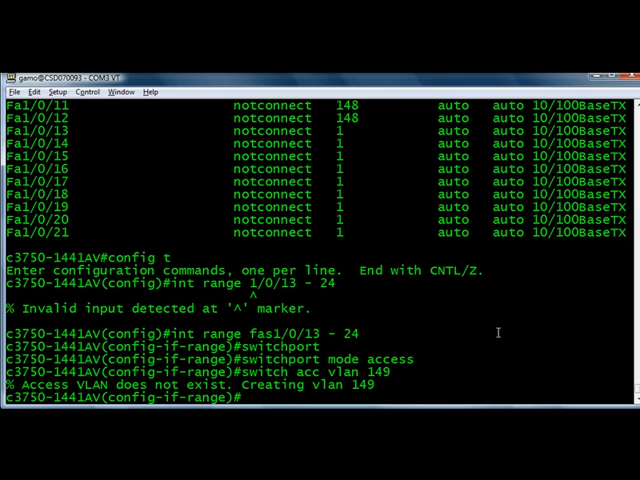 gamo@CSD070093 - COM3 VT
File Edit Setup Control Window Help
Fa1/0/11 notconnect 148 auto auto 10/100BaseTX
Fa1/0/12 notconnect 148 auto auto 10/100BaseTX
Fa1/0/13 notconnect 1 auto auto 10/100BaseTX
Fa1/0/14 notconnect 1 auto auto 10/100BaseTX
Fa1/0/15 notconnect 1 auto auto 10/100BaseTX
Fa1/0/16 notconnect 1 auto auto 10/100BaseTX
Fa1/0/17 notconnect 1 auto auto 10/100BaseTX
Fa1/0/18 notconnect 1 auto auto 10/100BaseTX
Fa1/0/19 notconnect 1 auto auto 10/100BaseTX
Fa1/0/20 notconnect 1 auto auto 10/100BaseTX
Fa1/0/21 notconnect 1 auto auto 10/100BaseTX
c3750-1441AV#config t
Enter configuration commands, one per line. End with CNTL/Z.
c3750-1441AV(config)#int range 1/0/13 - 24
^
% Invalid input detected at '^' marker.
c3750-1441AV(config)#int range fas1/0/13 - 24
c3750-1441AV(config-if-range)#switchport
c3750-1441AV(config-if-range)#switchport mode access
c3750-1441AV(config-if-range)#switch acc vlan 149
% Access VLAN does not exist. Creating vlan 149
c3750-1441AV(config-if-range)#